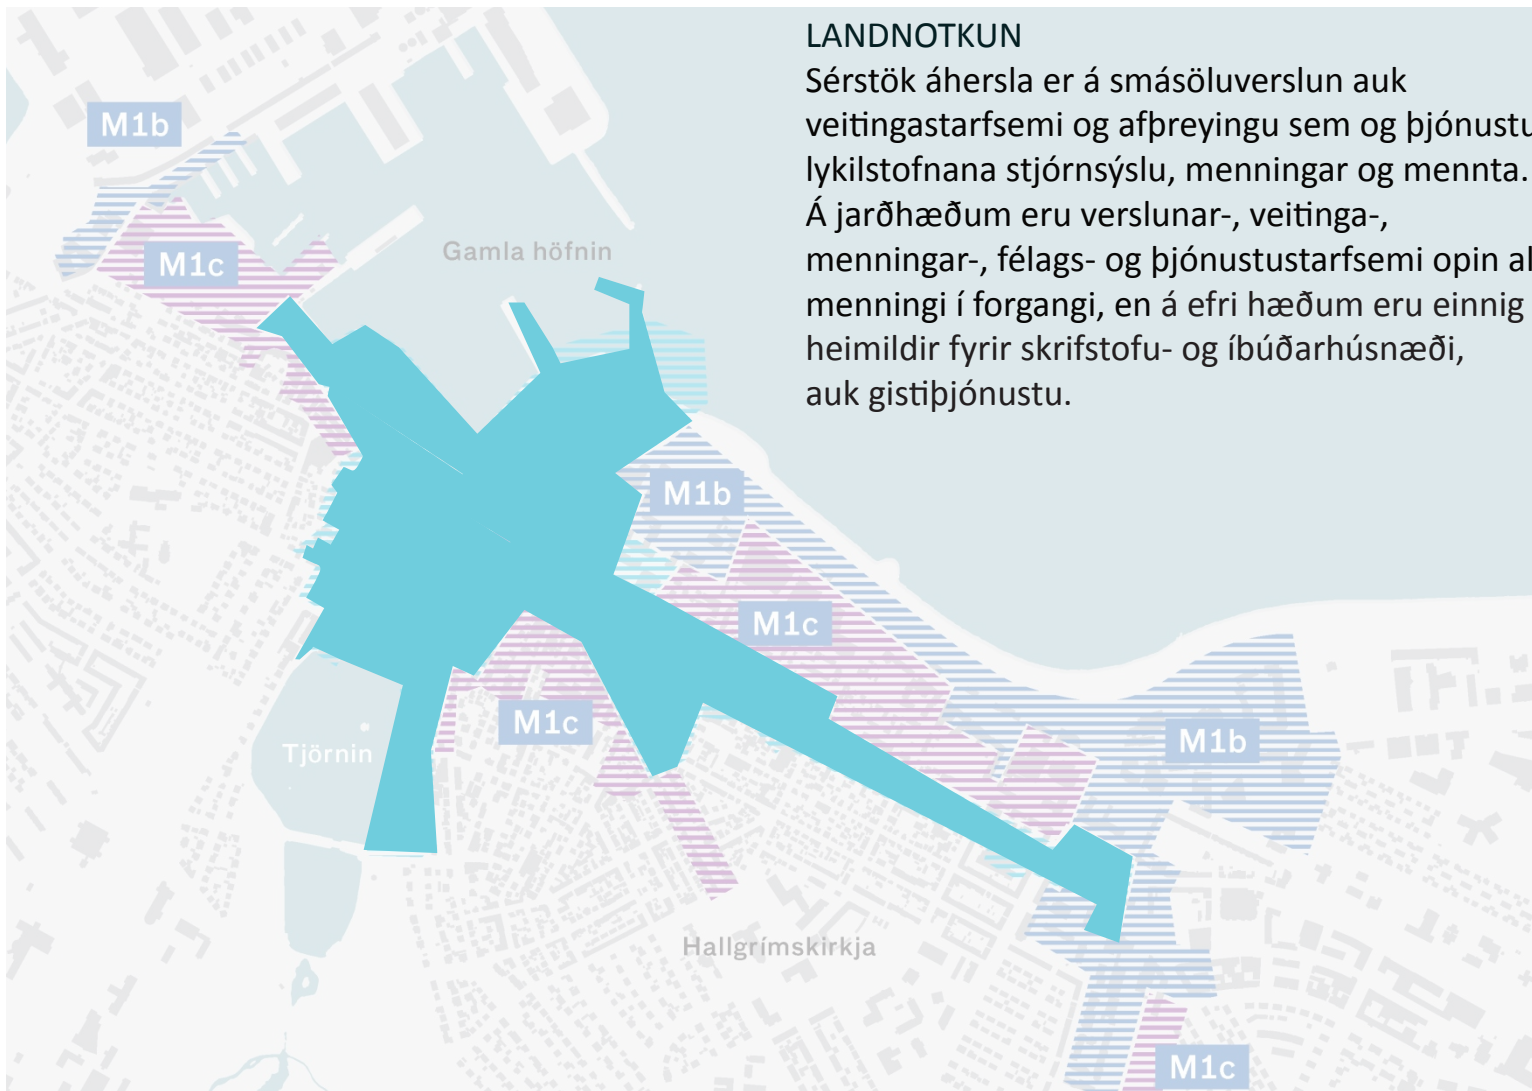 LANDNOTKUN
Sérstök áhersla er á smásöluverslun auk
veitingastarfsemi og afþreyingu sem og þjónustu
lykilstofnana stjórnsýslu, menningar og mennta.
Á jarðhæðum eru verslunar-, veitinga-,
menningar-, félags- og þjónustustarfsemi opin al
menningi í forgangi, en á efri hæðum eru einnig
heimildir fyrir skrifstofu- og íbúðarhúsnæði,
auk gistiþjónustu.
M1b
M1c
Gamla höfnin
M1b
M1c
M1c
M1b
Tjörnin
Hallgrímskirkja
M1c